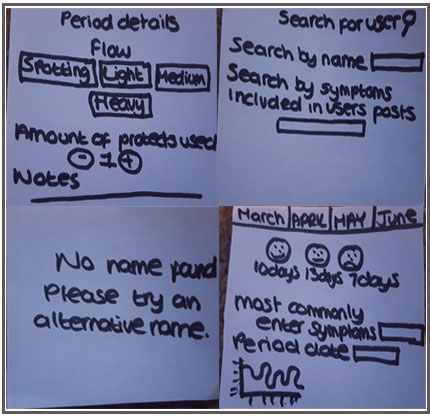 Period details
Flow
Spotting Light Medium
Heavy
Amount of protects used
- 1 +
Notes
Search for user
Search by name
Search by symptoms
included in users posts
No name found
Please try an
alternative name.
March APRIL MAY June
10days 13days 7days
most commonly
enter symptoms
Period date